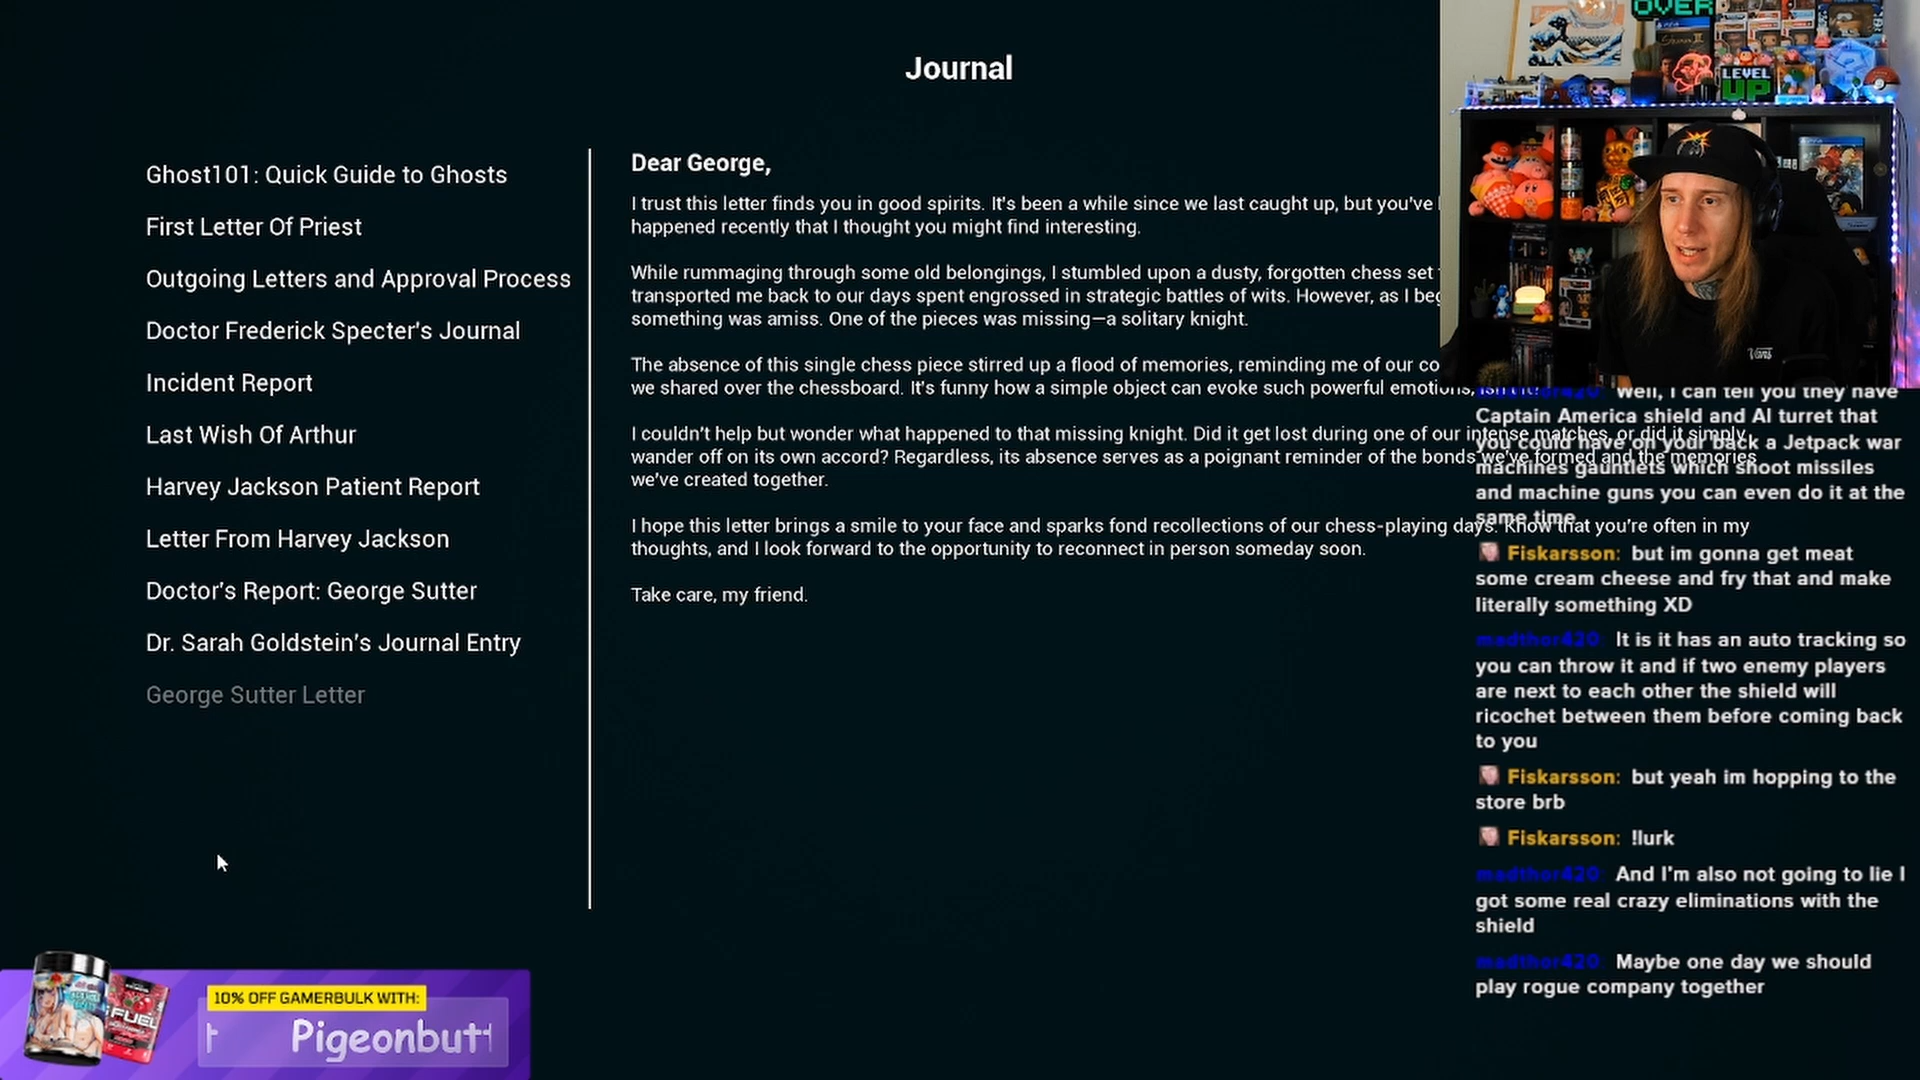 Journal
Ghost101: Quick Guide to Ghosts
First Letter Of Priest
Outgoing Letters and Approval Process
Doctor Frederick Specter's Journal
Incident Report
Last Wish Of Arthur
Harvey Jackson Patient Report
Letter From Harvey Jackson
Doctor's Report: George Sutter
Dr. Sarah Goldstein's Journal Entry
George Sutter Letter
Dear George,
I trust this letter finds you in good spirits. It's been a while since we last caught up, but you've
happened recently that I thought you might find interesting.
While rummaging through some old belongings, I stumbled upon a dusty, forgotten chess set
transported me back to our days spent engrossed in strategic battles of wits. However, as I beg
something was amiss. One of the pieces was missing—a solitary knight.
The absence of this single chess piece stirred up a flood of memories, reminding me of our co
we shared over the chessboard. It's funny how a simple object can evoke such powerful emotions,
I couldn't help but wonder what happened to that missing knight. Did it get lost during one of our intense matches, or did it simply
wander off on its own accord? Regardless, its absence serves as a poignant reminder of the bonds we've formed and the memories
we've created together.
I hope this letter brings a smile to your face and sparks fond recollections of our chess-playing days. Know that you're often in my
thoughts, and I look forward to the opportunity to reconnect in person someday soon.
Take care, my friend.
OVER
LEVEL
UP
Vans
madthor420 Well, I can tell you they have
Captain America shield and AI turret that
you could have on your back a Jetpack war
machines gauntlets which shoot missiles
and machine guns you can even do it at the
same time
Fiskarsson: but im gonna get meat
some cream cheese and fry that and make
literally something XD
madthor420 It is it has an auto tracking so
you can throw it and if two enemy players
are next to each other the shield will
ricochet between them before coming back
to you
Fiskarsson: but yeah im hopping to the
store brb
Fiskarsson: !lurk
madthor420 And I'm also not going to lie I
got some real crazy eliminations with the
shield
madthor420 Maybe one day we should
play rogue company together
10% OFF GAMERBULK WITH:
Pigeonbutt
FUEL